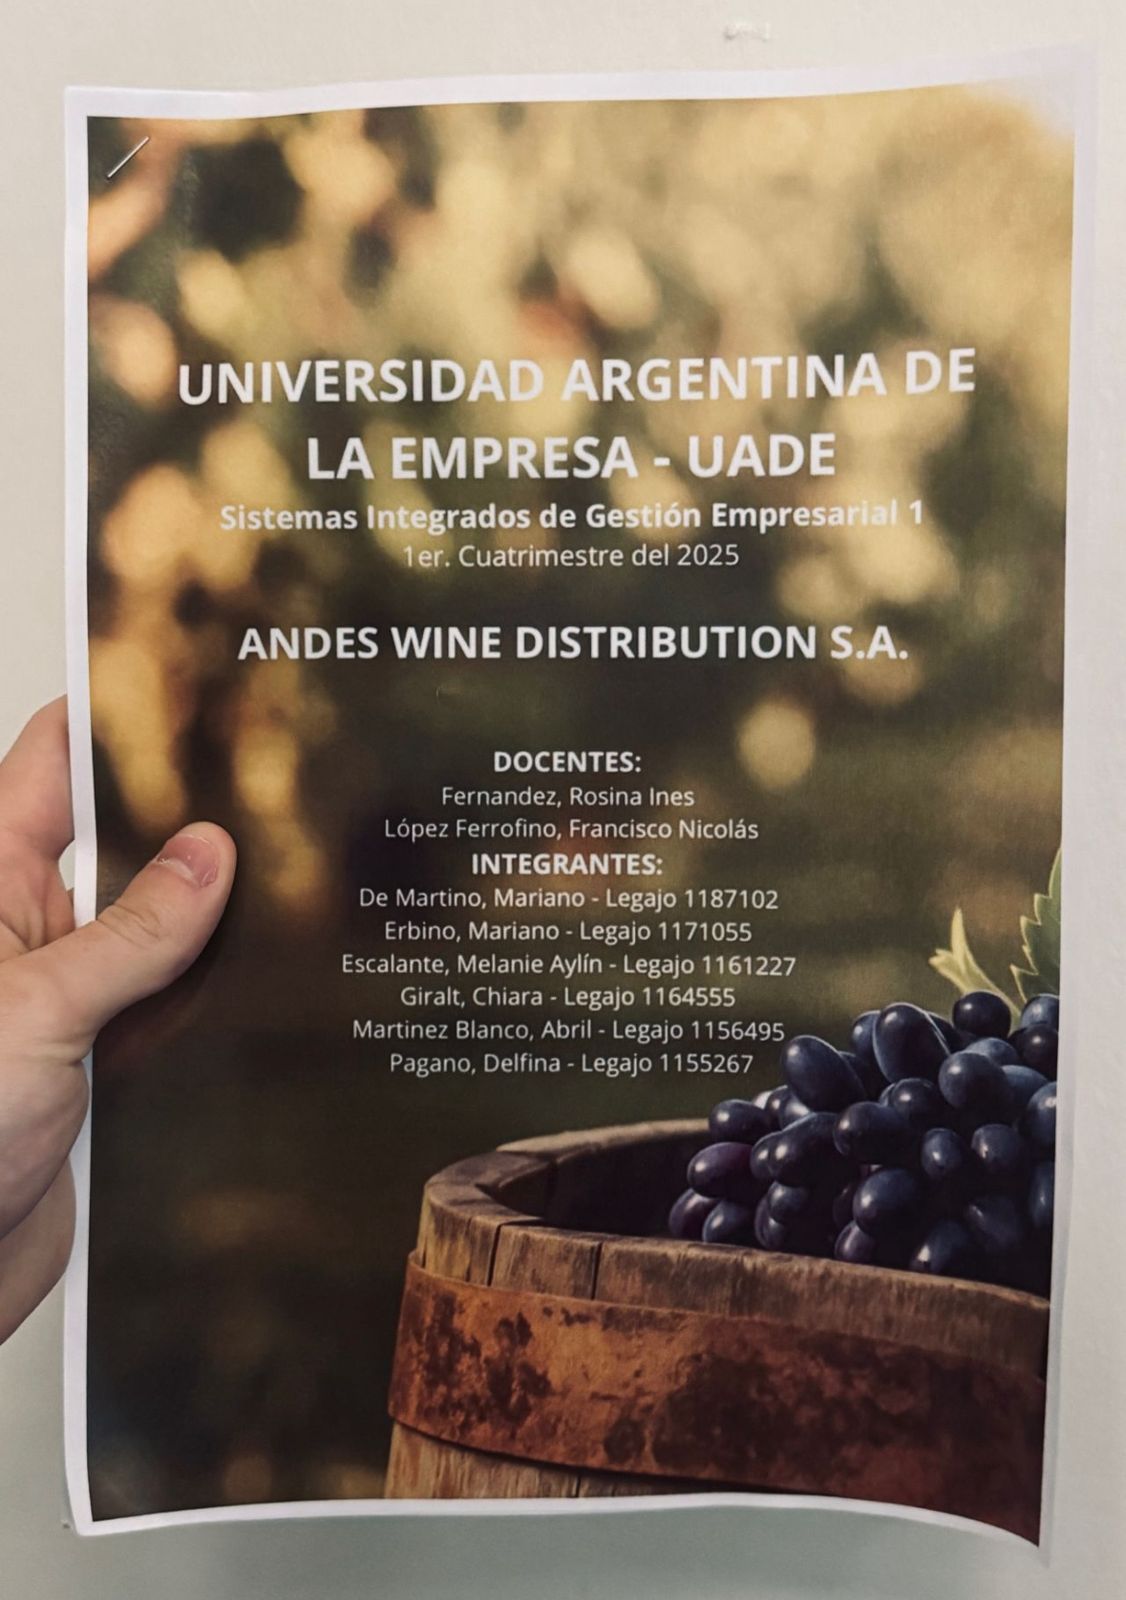 UNIVERSIDAD ARGENTINA DE
LA EMPRESA - UADE
Sistemas Integrados de Gestión Empresarial 1
1er. Cuatrimestre del 2025
ANDES WINE DISTRIBUTION S.A.
DOCENTES:
Fernandez, Rosina Ines
López Ferrofino, Francisco Nicolás
INTEGRANTES:
De Martino, Mariano - Legajo 1187102
Erbino, Mariano - Legajo 1171055
Escalante, Melanie Aylín - Legajo 1161227
Giralt, Chiara - Legajo 1164555
Martinez Blanco, Abril - Legajo 1156495
Pagano, Delfina - Legajo 1155267